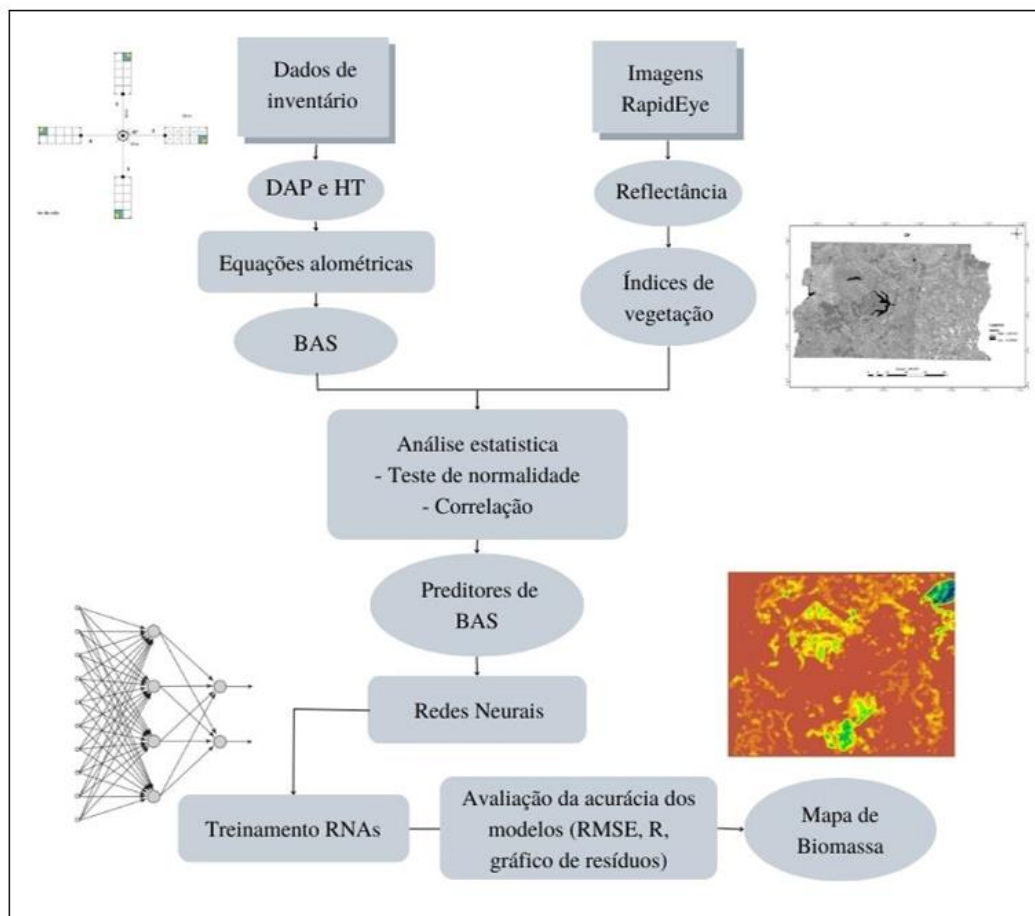 Dados de
inventário
Imagens
RapidEye
DAP e HT
Reflectância
Equações alométricas
Índices de
vegetação
BAS
Análise estatistica
- Teste de normalidade
- Correlação
Preditores de
BAS
Redes Neurais
Treinamento RNAs
Avaliação da acurácia dos
modelos (RMSE, R,
gráfico de resíduos)
Mapa de
Biomassa